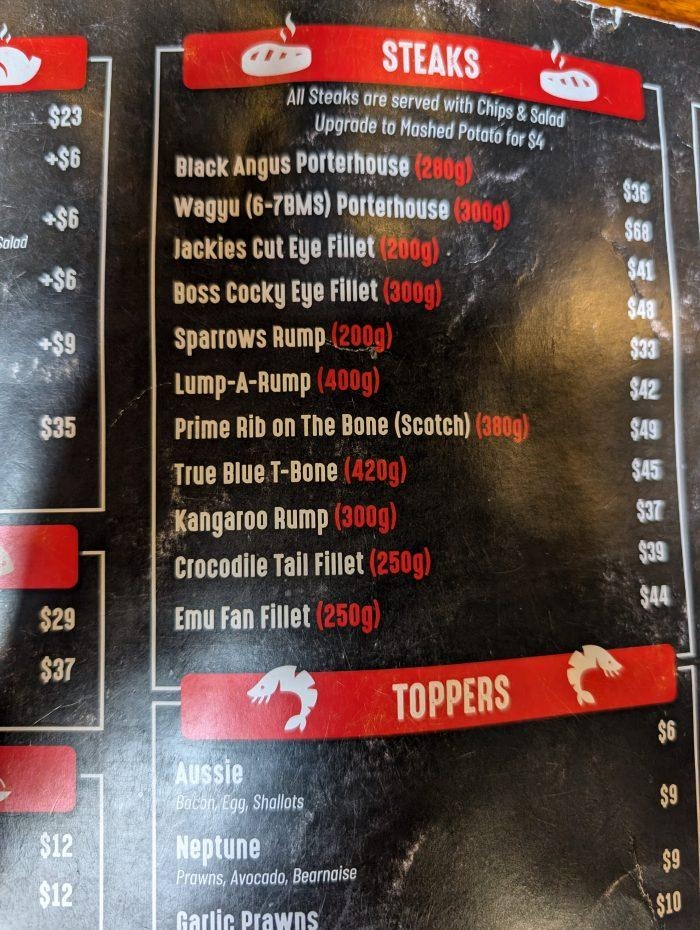 $23
+$6
+$6
Salad
+$6
+$9
$35
$29
$37
$12
$12
STEAKS
All Steaks are served with Chips & Salad
Upgrade to Mashed Potato for $4
Black Angus Porterhouse (280g) $36
Wagyu (6-7BMS) Porterhouse (300g) $68
Jackies Cut Eye Fillet (200g) $41
Boss Cocky Eye Fillet (300g) $48
Sparrows Rump (200g) $33
Lump-A-Rump (400g) $42
Prime Rib on The Bone (Scotch) (380g) $49
True Blue T-Bone (420g) $45
Kangaroo Rump (300g) $37
Crocodile Tail Fillet (250g) $39
Emu Fan Fillet (250g) $44
TOPPERS
Aussie $6
Bacon, Egg, Shallots
Neptune $9
Prawns, Avocado, Bearnaise
Garlic Prawns $9
$10